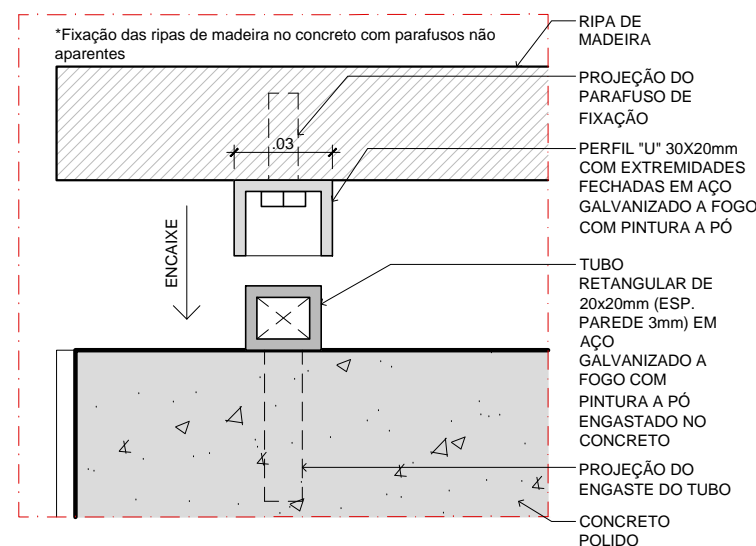 *Fixação das ripas de madeira no concreto com parafusos não
aparentes
.03
ENCAIXE
RIPA DE
MADEIRA
PROJEÇÃO DO
PARAFUSO DE
FIXAÇÃO
PERFIL "U" 30X20mm
COM EXTREMIDADES
FECHADAS EM AÇO
GALVANIZADO A FOGO
COM PINTURA A PÓ
TUBO
RETANGULAR DE
20x20mm (ESP.
PAREDE 3mm) EM
AÇO
GALVANIZADO A
FOGO COM
PINTURA A PÓ
ENGASTADO NO
CONCRETO
PROJEÇÃO DO
ENGASTE DO TUBO
CONCRETO
POLIDO